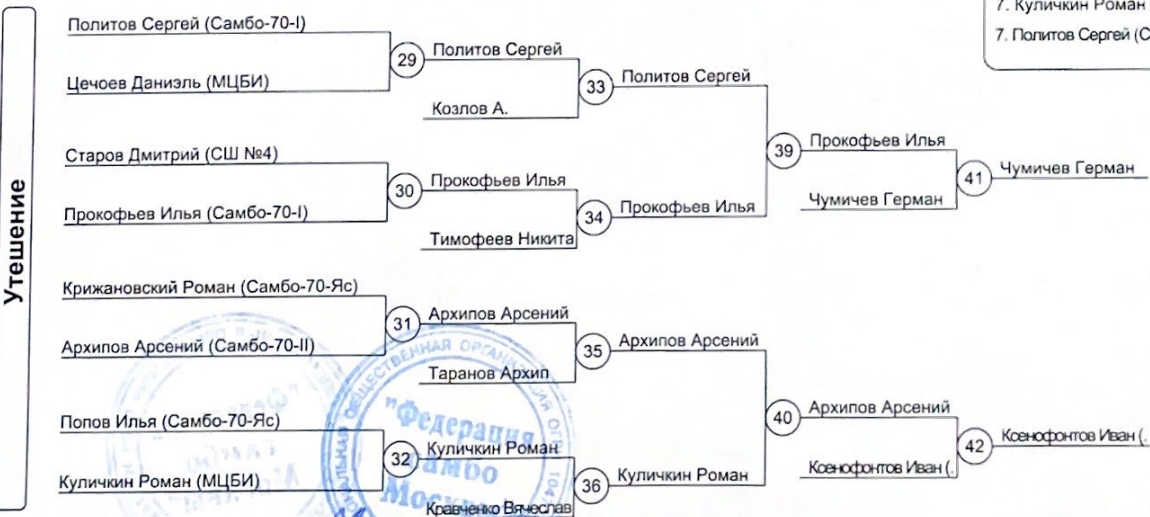 7. Куличкин Роман
7. Политов Сергей (С
Утешение
Политов Сергей (Самбо-70-I)
Цечоев Даниэль (МЦБИ)
29
Политов Сергей
Козлов А.
33
Политов Сергей
Старов Дмитрий (СШ №4)
Прокофьев Илья (Самбо-70-I)
30
Прокофьев Илья
Тимофеев Никита
34
Прокофьев Илья
39
Прокофьев Илья
Чумичев Герман
41
Чумичев Герман
Крижановский Роман (Самбо-70-Яс)
Архипов Арсений (Самбо-70-II)
31
Архипов Арсений
Таранов Архип
35
Архипов Арсений
Попов Илья (Самбо-70-Яс)
Куличкин Роман (МЦБИ)
32
Куличкин Роман
Кравченко Вячеслав
36
Куличкин Роман
40
Архипов Арсений
Ксенофонтов Иван (.
42
Ксенофонтов Иван (.
ОБЩЕСТВЕННАЯ ОРГАНИЗАЦИЯ
"Федерация
самбо